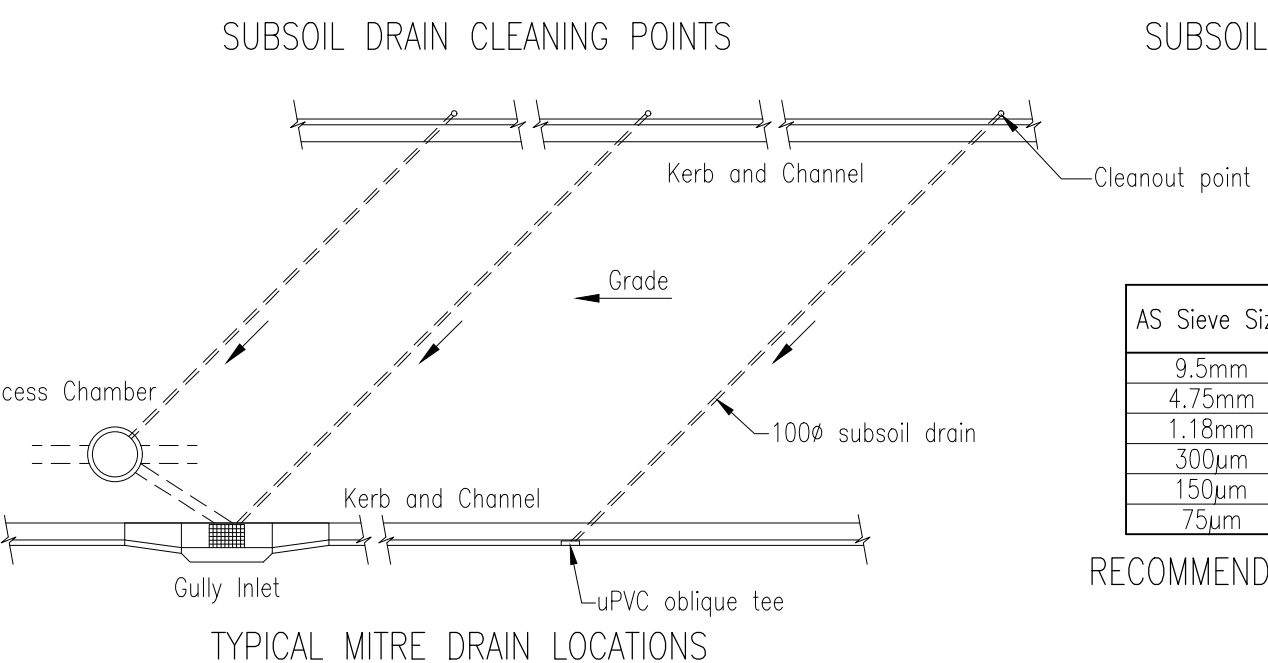 SUBSOIL DRAIN CLEANING POINTS
SUBSOIL
Kerb and Channel
Cleanout point
Grade
AS Sieve Siz
9.5mm
4.75mm
1.18mm
300µm
150µm
75µm
cess Chamber
100ø subsoil drain
Kerb and Channel
Gully Inlet
uPVC oblique tee
RECOMMEND
TYPICAL MITRE DRAIN LOCATIONS